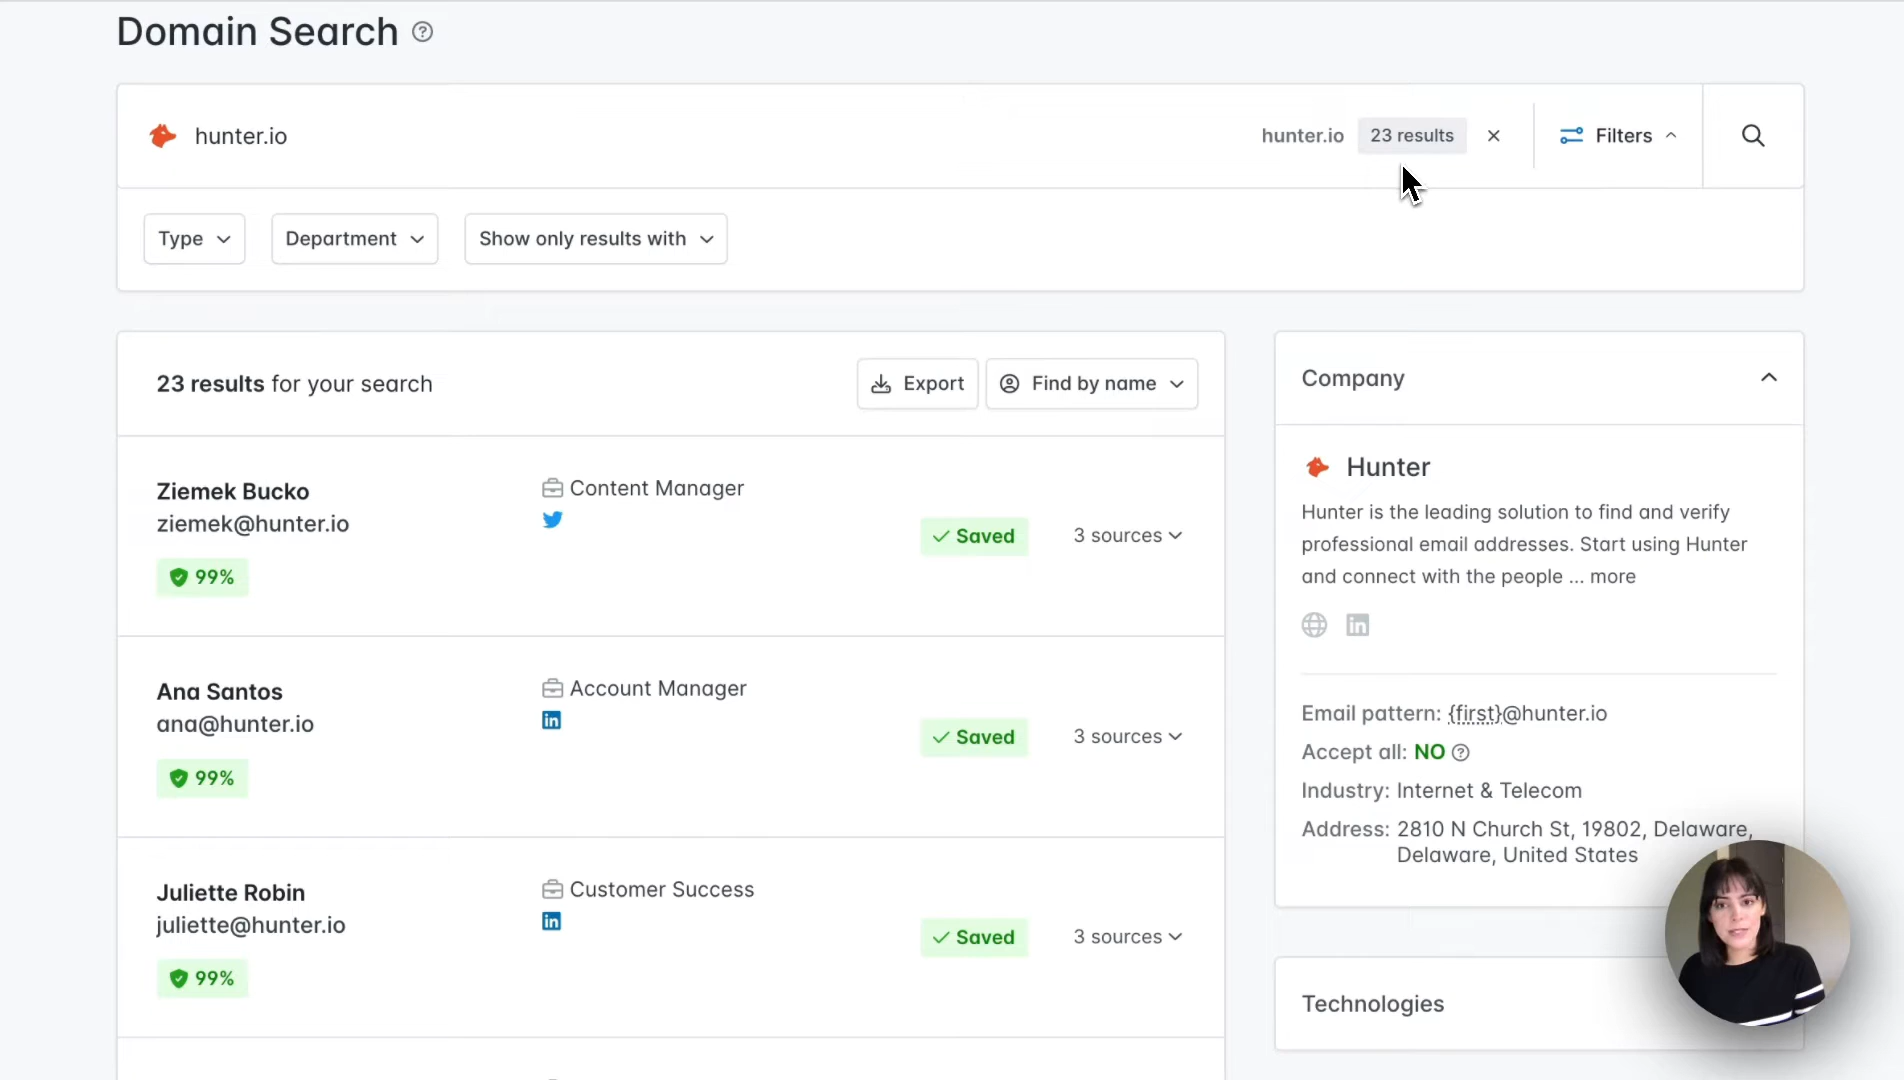 Domain Search
hunter.io
hunter.io 23 results
Filters
Type
Department
Show only results with
23 results for your search
Export
Find by name
Ziemek Bucko
ziemek@hunter.io
99%
Content Manager
Saved
3 sources
Ana Santos
ana@hunter.io
99%
Account Manager
Saved
3 sources
Juliette Robin
juliette@hunter.io
99%
Customer Success
Saved
3 sources
Company
Hunter
Hunter is the leading solution to find and verify
professional email addresses. Start using Hunter
and connect with the people ... more
Email pattern: {first}@hunter.io
Accept all: NO
Industry: Internet & Telecom
Address: 2810 N Church St, 19802, Delaware,
Delaware, United States
Technologies